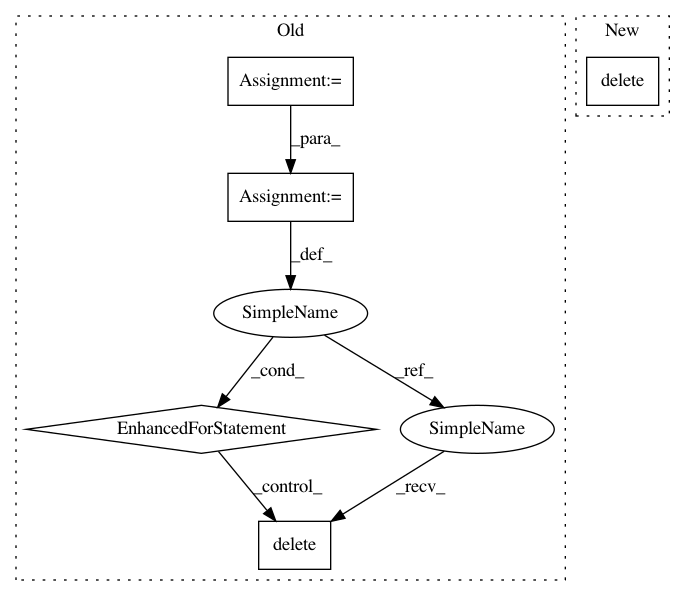 Old
New
Assignment:=
delete
_para_
Assignment:=
_def_
SimpleName
_cond_
_ref_
EnhancedForStatement
SimpleName
_control_
_recv_
delete